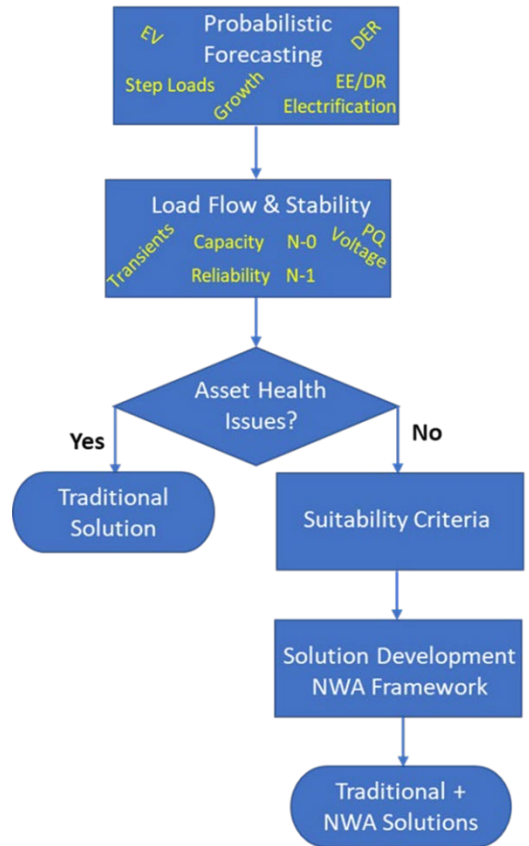 Probabilistic
Forecasting
EV
DER
Step Loads
Growth
EE/DR
Electrification
Load Flow & Stability
Transients
Capacity N-0
PQ
Voltage
Reliability N-1
Asset Health
Issues?
Yes
No
Traditional
Solution
Suitability Criteria
Solution Development
NWA Framework
Traditional +
NWA Solutions